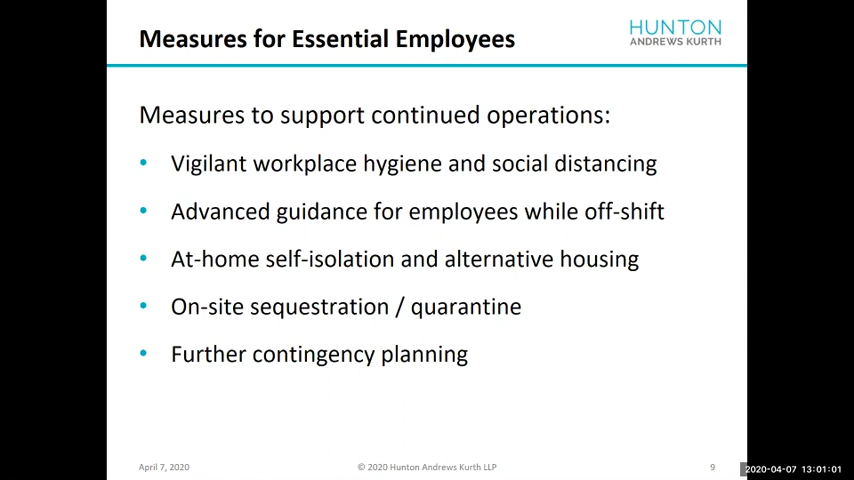 Measures for Essential Employees
HUNTON
ANDREWS KURTH
Measures to support continued operations:
• Vigilant workplace hygiene and social distancing
• Advanced guidance for employees while off-shift
• At-home self-isolation and alternative housing
• On-site sequestration / quarantine
• Further contingency planning
April 7, 2020
© 2020 Hunton Andrews Kurth LLP
9
2020-04-07 13:01:01